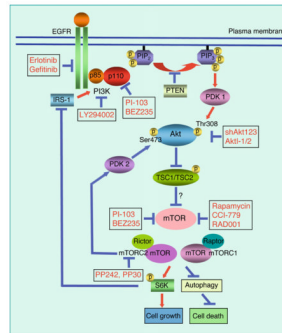 EGFR
Plasma membran
Erlotinib
Gefitinib
p85
p110
PIP
P
P
PIP
P
P
P
PTEN
IRS-1
PI3K
LY294002
PI-103
BEZ235
PDK 1
Thr308
P
Akt
P
Ser473
shAkt123
AktI-1/2
PDK 2
TSC1/TSC2
P
?
PI-103
BEZ235
mTOR
Rapamycin
CCI-779
RAD001
Rictor
Raptor
mTORC2
mTOR
mTOR
mTORC1
PP242, PP30
P
S6K
Autophagy
Cell growth
Cell death